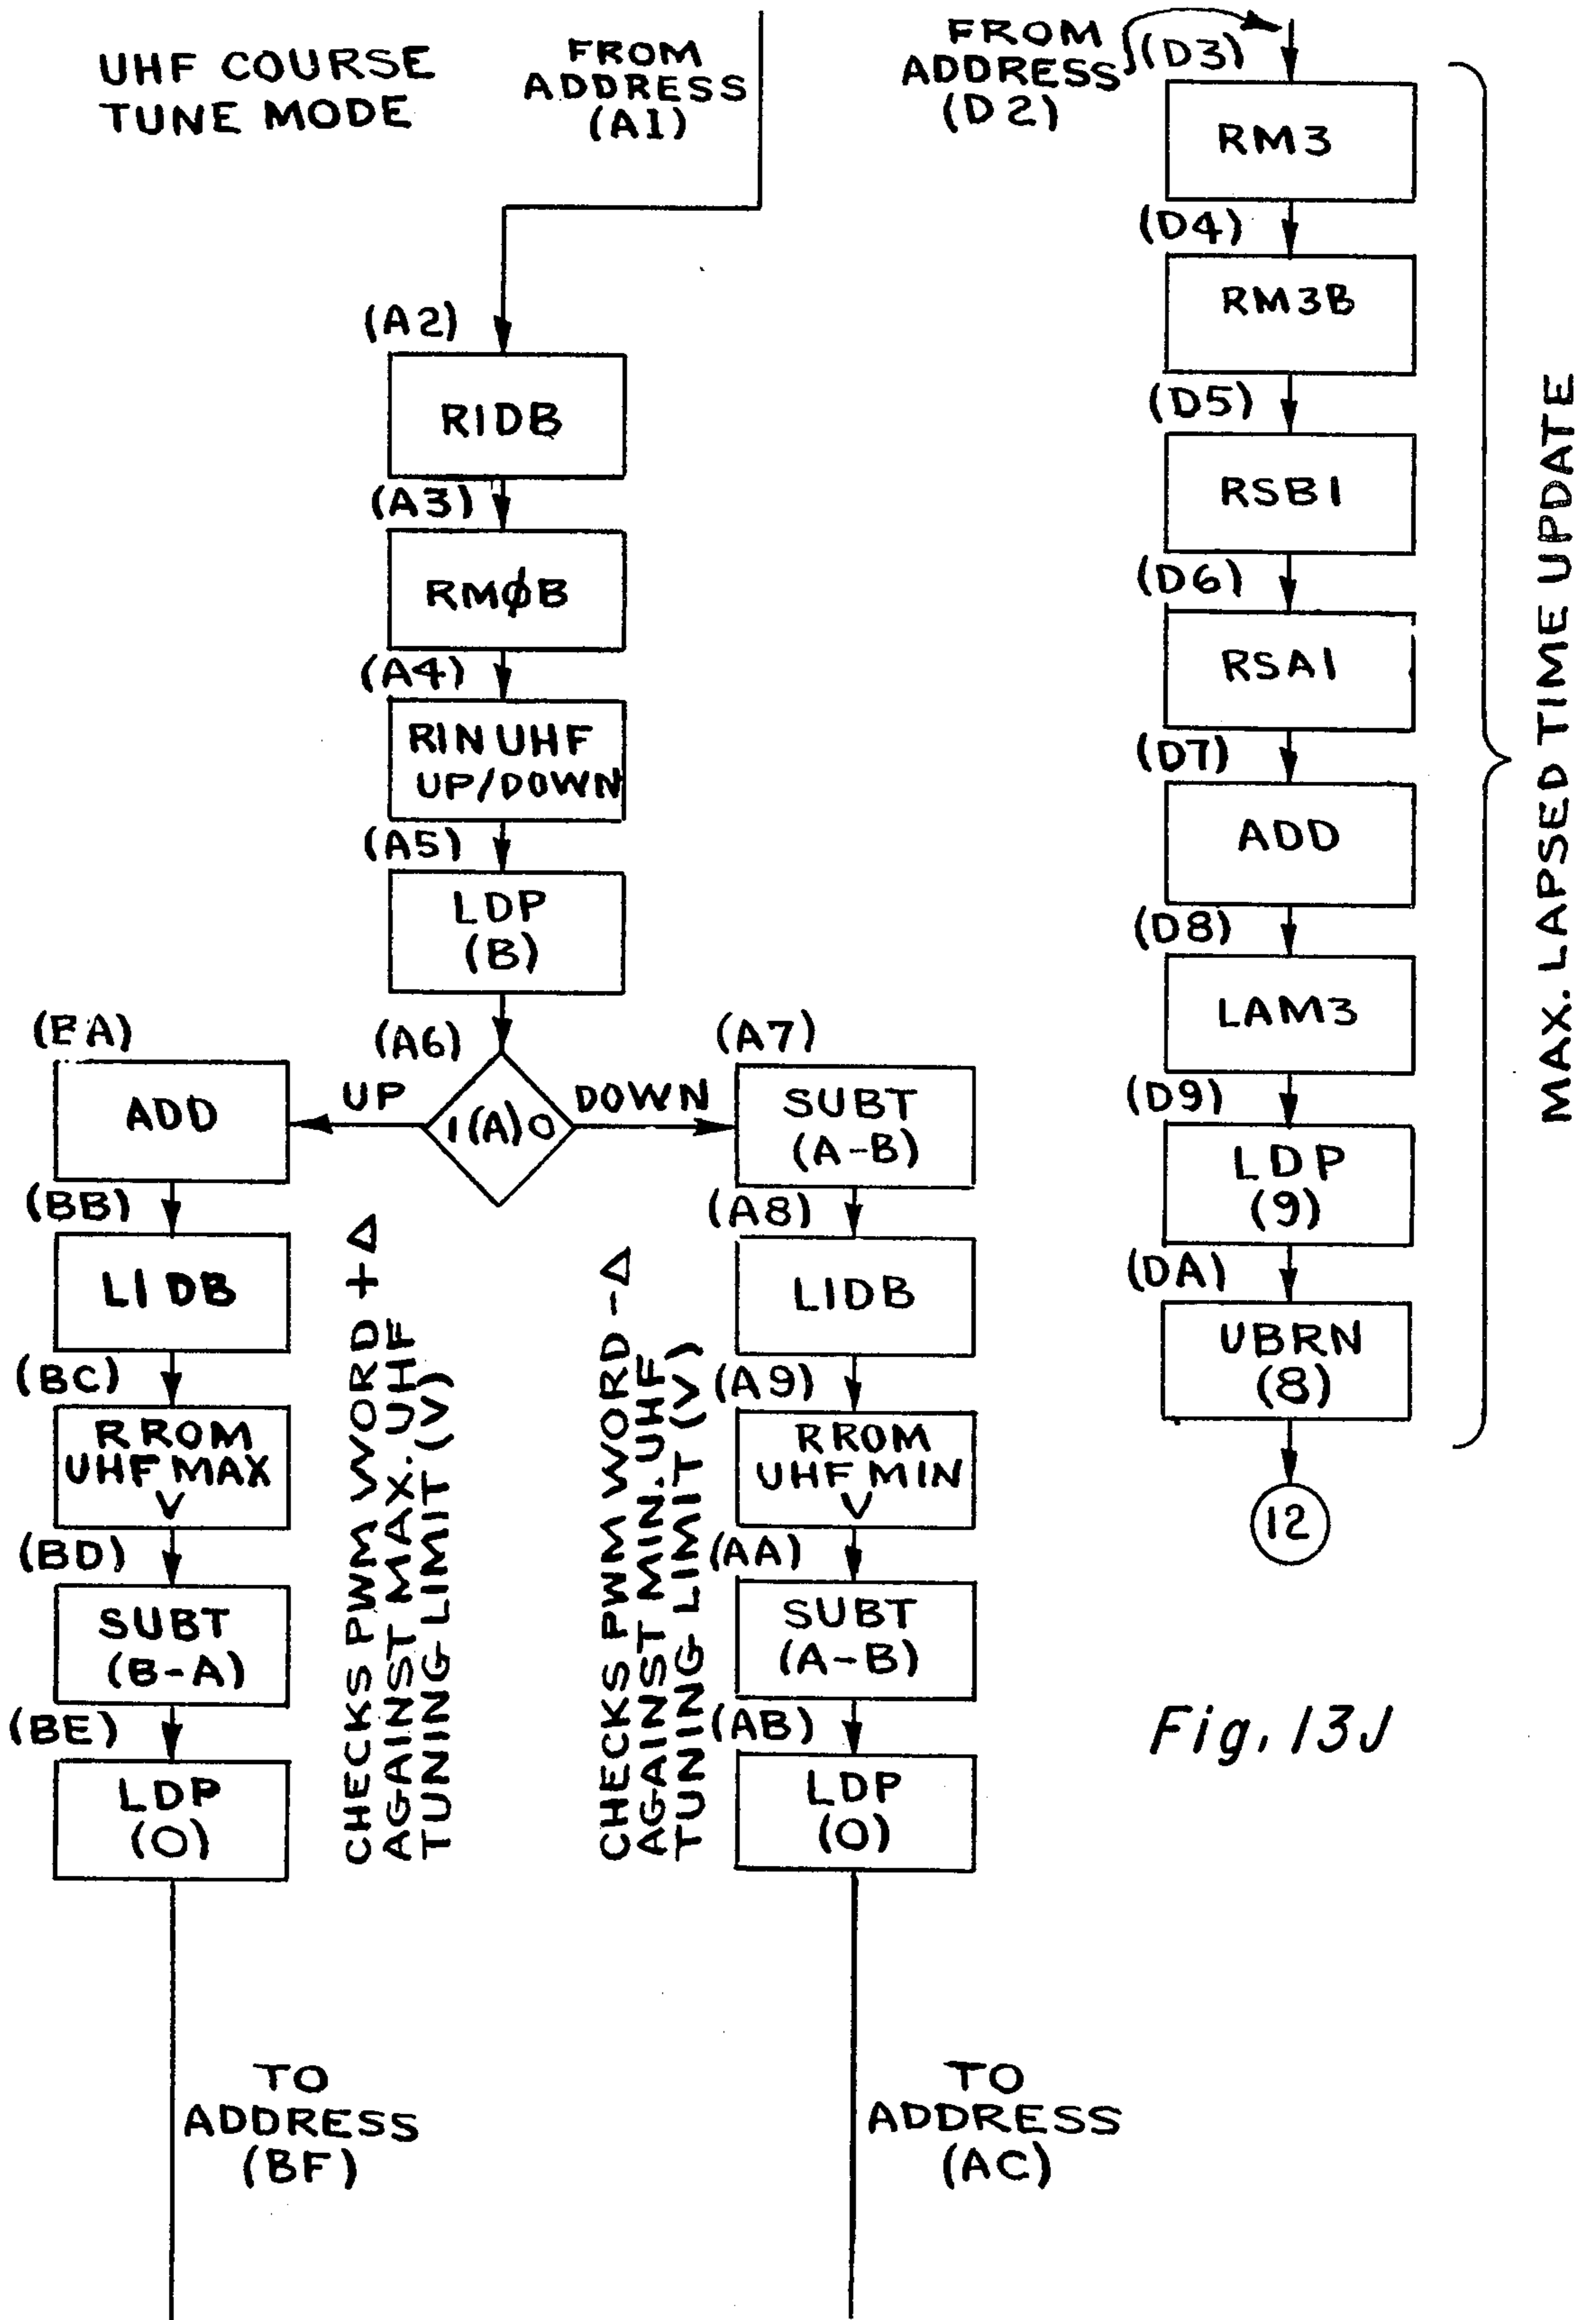 UHF COURSE
TUNE MODE
FROM
ADDRESS
(A1)
(A2)
RIDB
(A3)
RMϕB
(A4)
RIN UHF
UP/DOWN
(A5)
LDP
(B)
(A6)
1(A)0
UP
DOWN
(EA)
ADD
(BB)
LIDB
(BC)
RROM
UHF MAX
V
(BD)
SUBT
(B-A)
(BE)
LDP
(0)
TO
ADDRESS
(BF)
CHECKS PWM WORD +Δ
AGAINST MAX. UHF
TUNING LIMIT (V)
(A7)
SUBT
(A-B)
(A8)
LIDB
(A9)
RROM
UHF MIN
V
(AA)
SUBT
(A-B)
(AB)
LDP
(0)
TO
ADDRESS
(AC)
CHECKS PWM WORD -Δ
AGAINST MIN. UHF
TUNING LIMIT (V)
FROM
ADDRESS
(D2)
(D3)
RM3
(D4)
RM3B
(D5)
RSB1
(D6)
RSA1
(D7)
ADD
(D8)
LAM3
(D9)
LDP
(9)
(DA)
UBRN
(8)
12
MAX. LAPSED TIME UPDATE
Fig. 13J